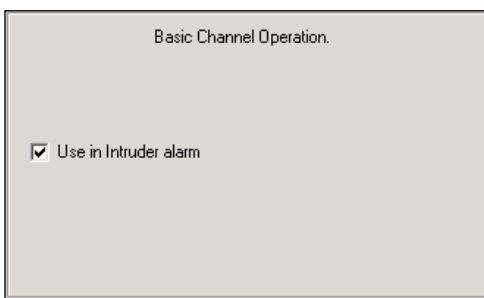 Basic Channel Operation.
Use in Intruder alarm